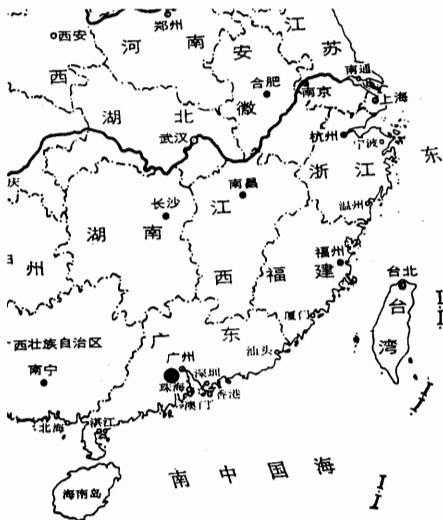 郑州
西安
河南
安
江
苏
西
合肥
徽
南通
南京
上海
湖北
武汉
杭州
宁波
浙江
东
庆
长沙
南昌
江
西
湖南
温州
州
福州
福建
台北
台湾
厦门
广东
西壮族自治区
南宁
广州
汕头
深圳
珠海
香港
澳门
北海
湛江
海南岛
南中国海